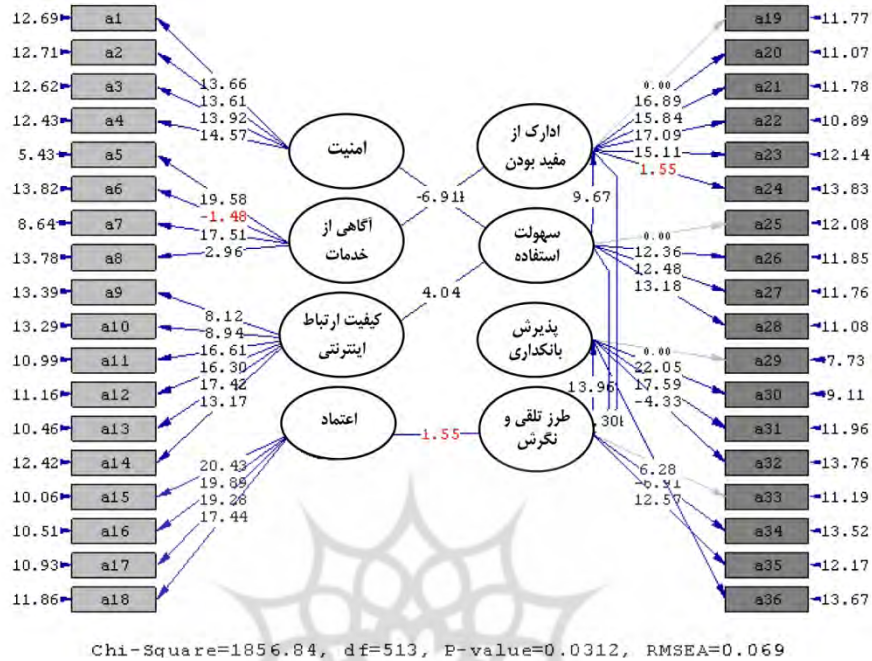 12.69 a1
12.71 a2
12.62 a3
12.43 a4
5.43 a5
13.82 a6
8.64 a7
13.78 a8
13.39 a9
13.29 a10
10.99 a11
11.16 a12
10.46 a13
12.42 a14
10.06 a15
10.51 a16
10.93 a17
11.86 a18
13.66
13.61
13.92
14.57
19.58
-1.48
17.51
2.96
8.12
8.94
16.61
16.30
17.42
13.17
20.43
19.89
19.28
17.44
امنیت
آگاهی از
خدمات
کیفیت ارتباط
اینترنتی
اعتماد
4.04
1.55
ادارک از
مفید بودن
سهولت
استفاده
پذیرش
بانکداری
طرز تلقی و
نگرش
9.67
13.96
0.00
16.89
15.84
17.09
15.11
1.55
0.00
12.36
12.48
13.18
0.00
22.05
17.59
-4.33
6.28
-6.91
12.57
a19 11.77
a20 11.07
a21 11.78
a22 10.89
a23 12.14
a24 13.83
a25 12.08
a26 11.85
a27 11.76
a28 11.08
a29 7.73
a30 9.11
a31 11.96
a32 13.76
a33 11.19
a34 13.52
a35 12.17
a36 13.67
Chi-Square=1856.84, df=513, P-value=0.0312, RMSEA=0.069